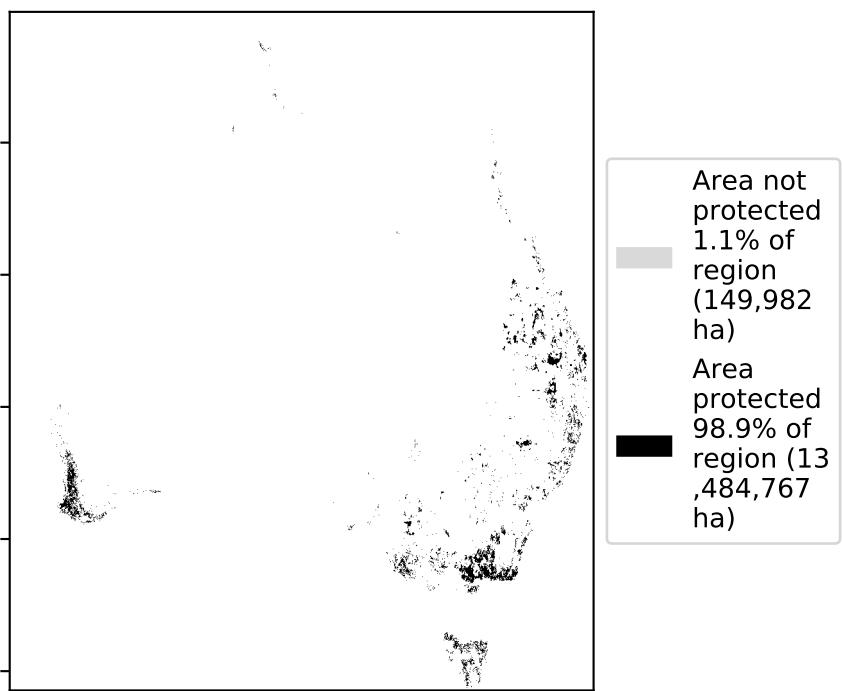 Area not
protected
1.1% of
region
(149,982
ha)
Area
protected
98.9% of
region (13
,484,767
ha)